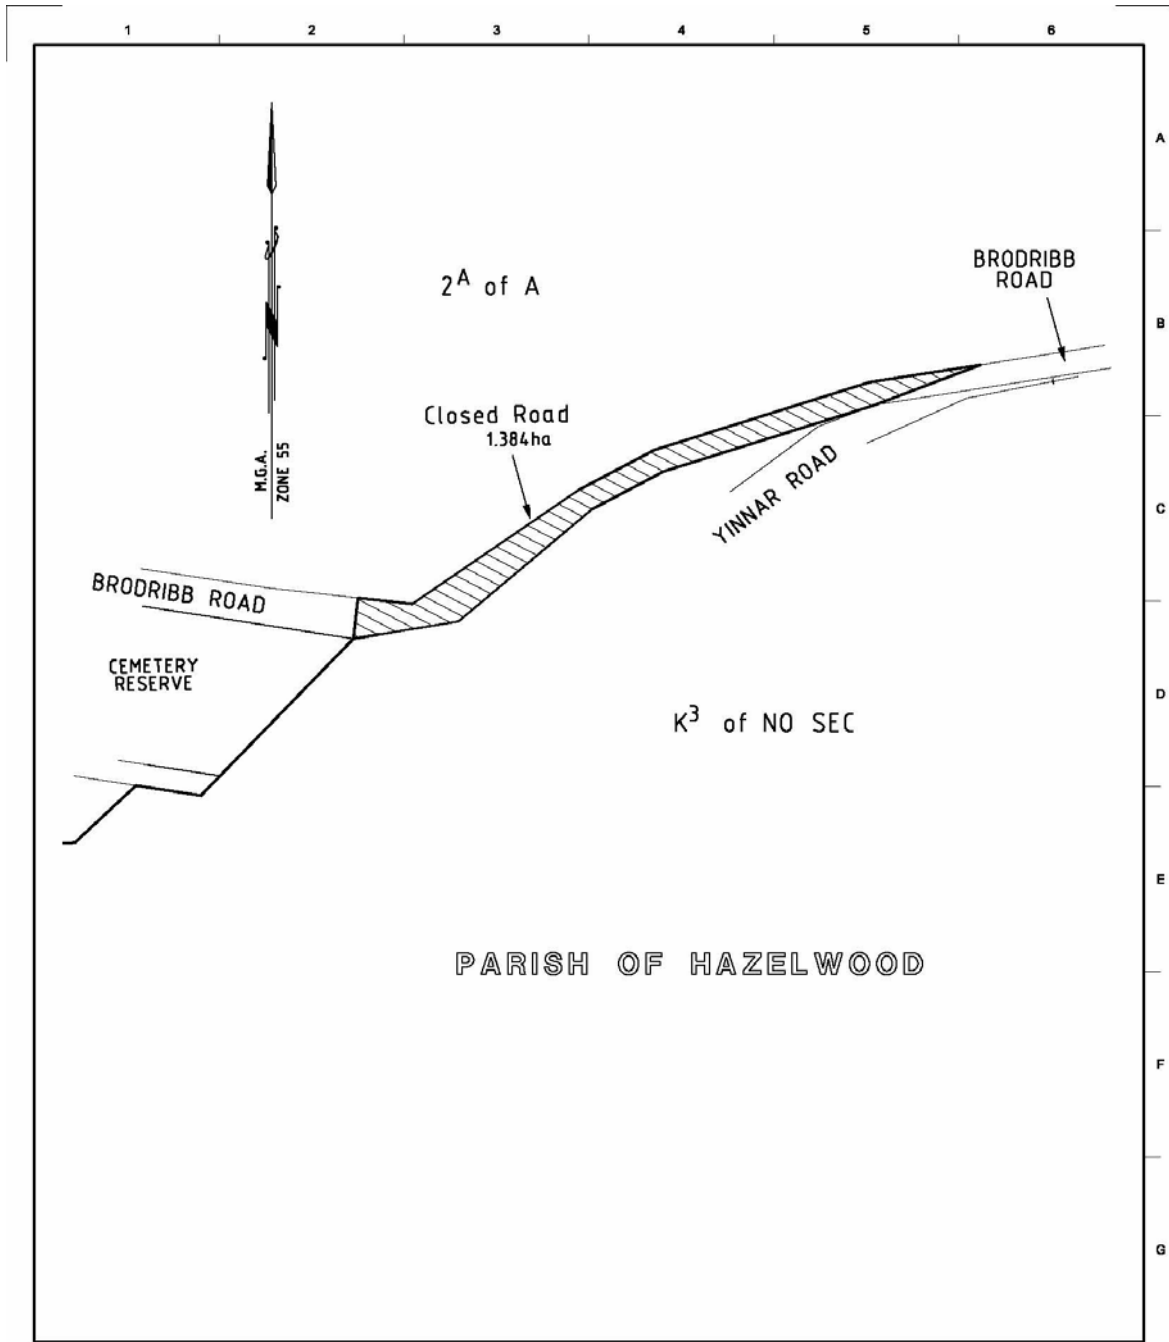 1 2 3 4 5 6
A
BRODRIBB
ROAD
2ᴬ of A
B
Closed Road
1.384ha
M.G.A.
ZONE 55
YINNAR ROAD
C
BRODRIBB ROAD
CEMETERY
RESERVE
D
K³ of NO SEC
E
PARISH OF HAZELWOOD
F
G